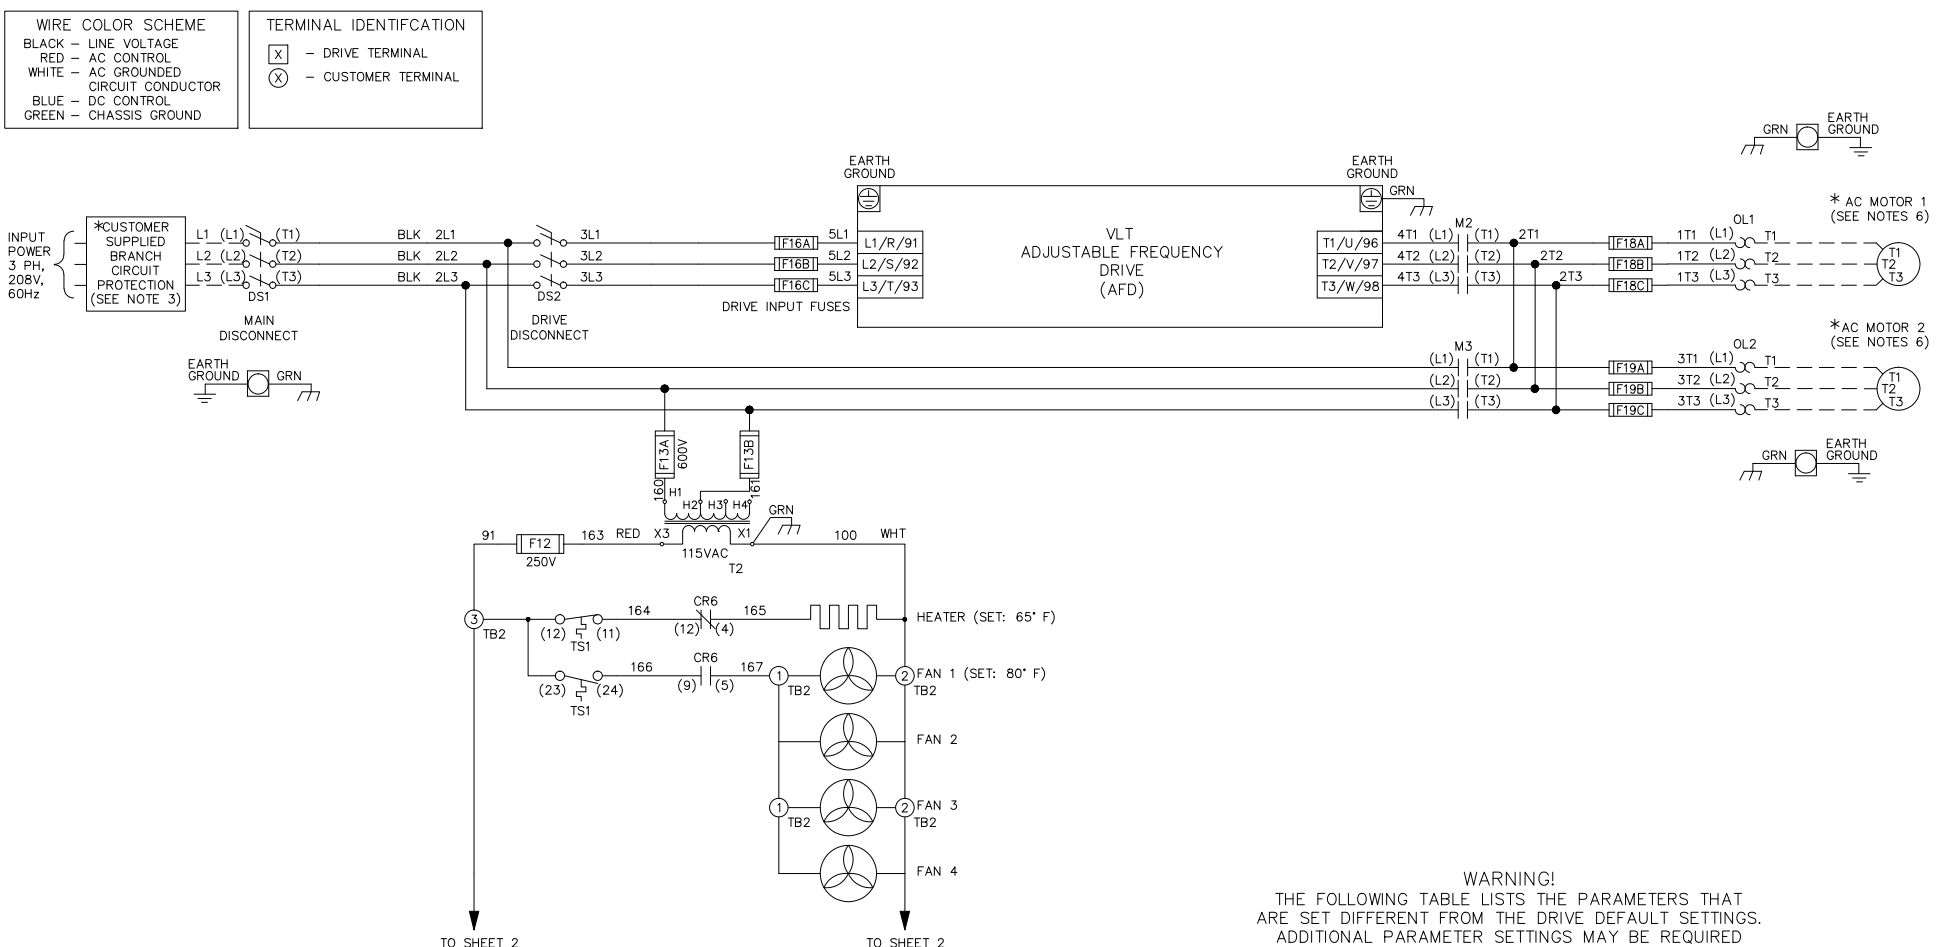 WIRE COLOR SCHEME
BLACK – LINE VOLTAGE
RED – AC CONTROL
WHITE – AC GROUNDED
CIRCUIT CONDUCTOR
BLUE – DC CONTROL
GREEN – CHASSIS GROUND
TERMINAL IDENTIFCATION
X – DRIVE TERMINAL
X – CUSTOMER TERMINAL
GRN
EARTH
GROUND
INPUT
POWER
3 PH,
208V,
60Hz
*CUSTOMER
SUPPLIED
BRANCH
CIRCUIT
PROTECTION
(SEE NOTE 3)
L1 (L1) (T1) BLK 2L1 3L1 F16A 5L1 L1/R/91
L2 (L2) (T2) BLK 2L2 3L2 F16B 5L2 L2/S/92
L3 (L3) (T3) BLK 2L3 3L3 F16C 5L3 L3/T/93
DS1
MAIN
DISCONNECT
DS2
DRIVE
DISCONNECT
DRIVE INPUT FUSES
EARTH
GROUND
VLT
ADJUSTABLE FREQUENCY
DRIVE
(AFD)
EARTH
GROUND
GRN
M2
T1/U/96 4T1 (L1) (T1) 2T1 F18A 1T1 (L1) T1
T2/V/97 4T2 (L2) (T2) 2T2 F18B 1T2 (L2) T2
T3/W/98 4T3 (L3) (T3) 2T3 F18C 1T3 (L3) T3
OL1
* AC MOTOR 1
(SEE NOTES 6)
T1
T2
T3
EARTH
GROUND
GRN
M3
(L1) (T1) F19A 3T1 (L1) T1
(L2) (T2) F19B 3T2 (L2) T2
(L3) (T3) F19C 3T3 (L3) T3
OL2
*AC MOTOR 2
(SEE NOTES 6)
T1
T2
T3
GRN
EARTH
GROUND
F13A
600V
F13B
160
161
H1
H2 H3 H4
GRN
91 F12 163 RED X3 X1 100 WHT
250V
115VAC
T2
3
TB2
(12) (11)
TS1
164
CR6
(12) (4)
165
HEATER (SET: 65° F)
(23) (24)
TS1
166
CR6
(9) (5)
167
1
TB2
2
TB2
FAN 1 (SET: 80° F)
FAN 2
1
TB2
2
TB2
FAN 3
FAN 4
TO SHEET 2
TO SHEET 2
WARNING!
THE FOLLOWING TABLE LISTS THE PARAMETERS THAT
ARE SET DIFFERENT FROM THE DRIVE DEFAULT SETTINGS.
ADDITIONAL PARAMETER SETTINGS MAY BE REQUIRED